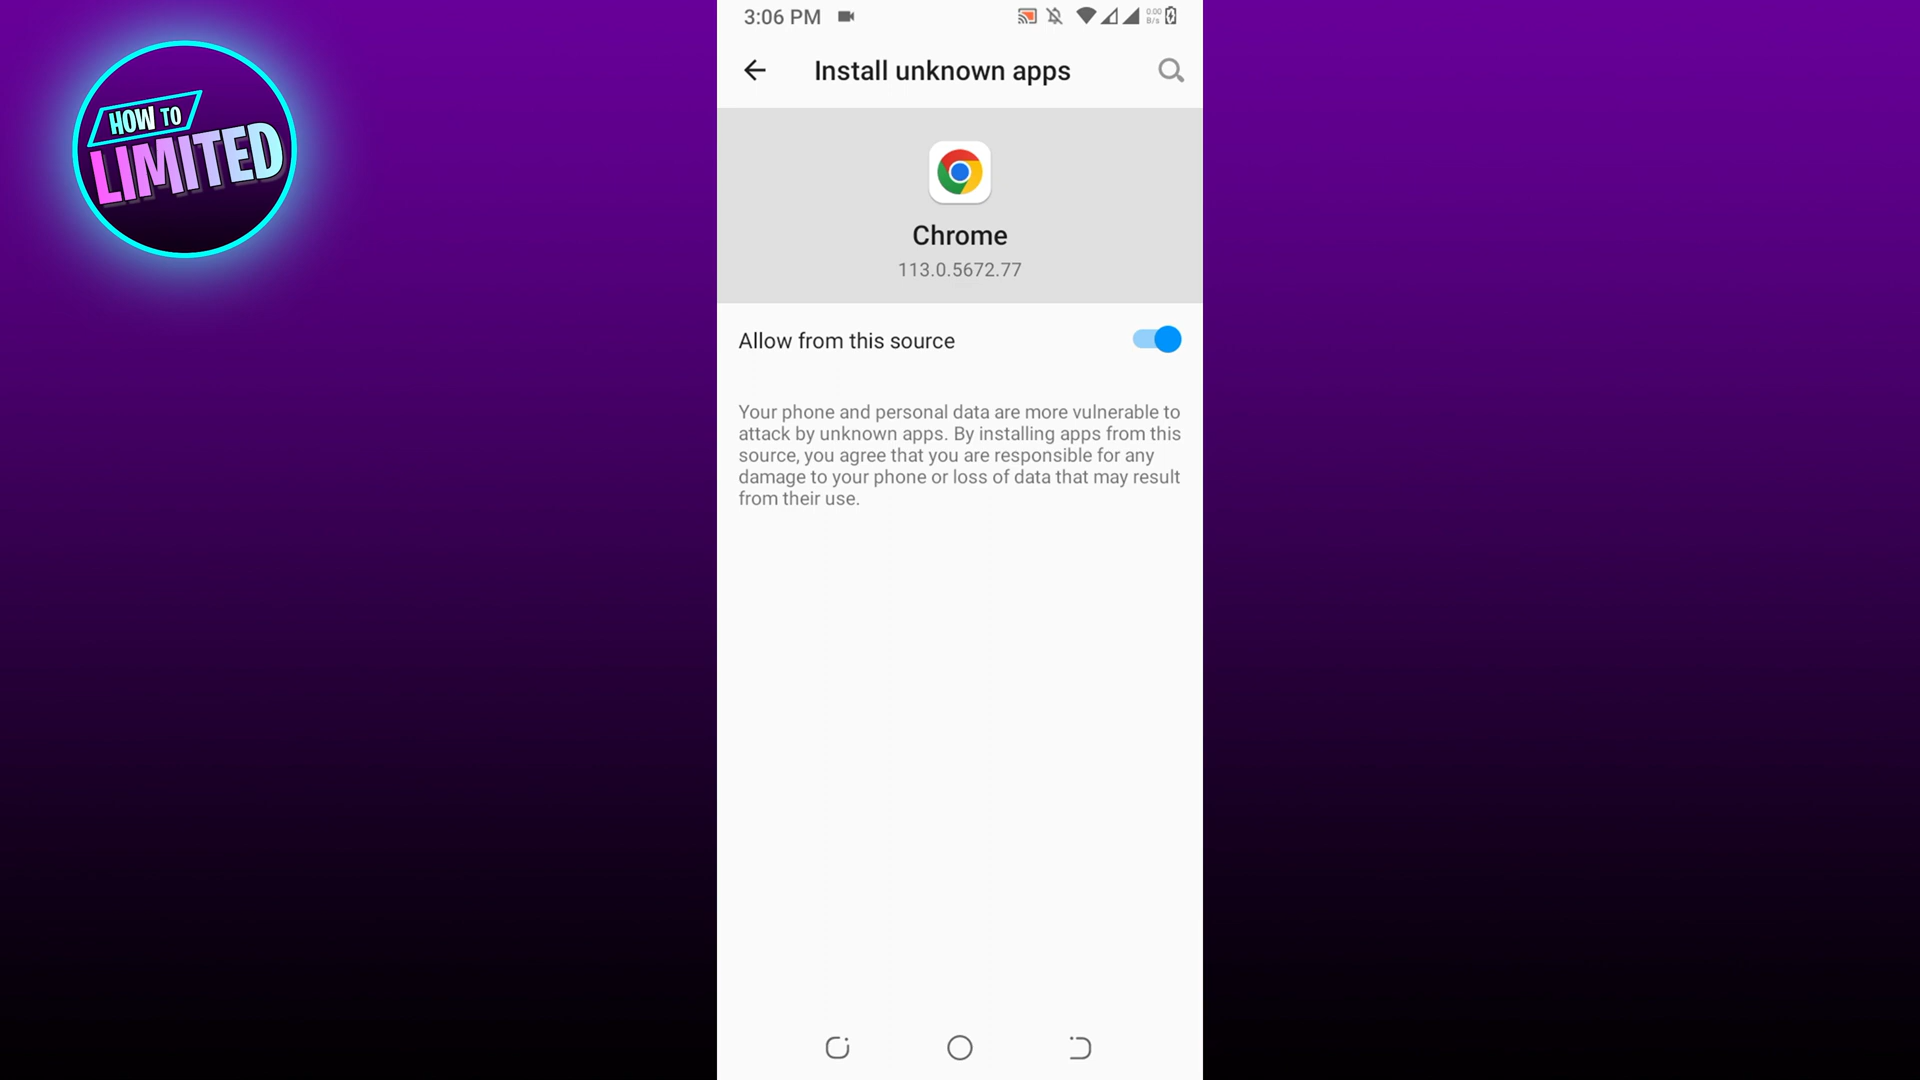 HOW TO
LIMITED
3:06 PM
0.00
B/s
Install unknown apps
Chrome
113.0.5672.77
Allow from this source
Your phone and personal data are more vulnerable to
attack by unknown apps. By installing apps from this
source, you agree that you are responsible for any
damage to your phone or loss of data that may result
from their use.